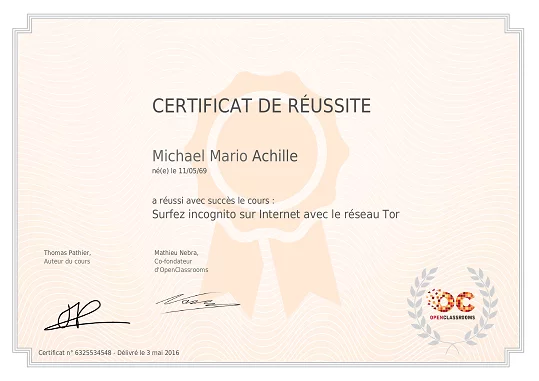 CERTIFICAT DE RÉUSSITE
Michael Mario Achille
né(e) le 11/05/69
a réussi avec succès le cours :
Surfez incognito sur Internet avec le réseau Tor
Thomas Pathier,
Auteur du cours
Mathieu Nebra,
Co-fondateur
d'OpenClassrooms
OC
OPENCLASSROOMS
Certificat n° 6325534548 - Délivré le 3 mai 2016